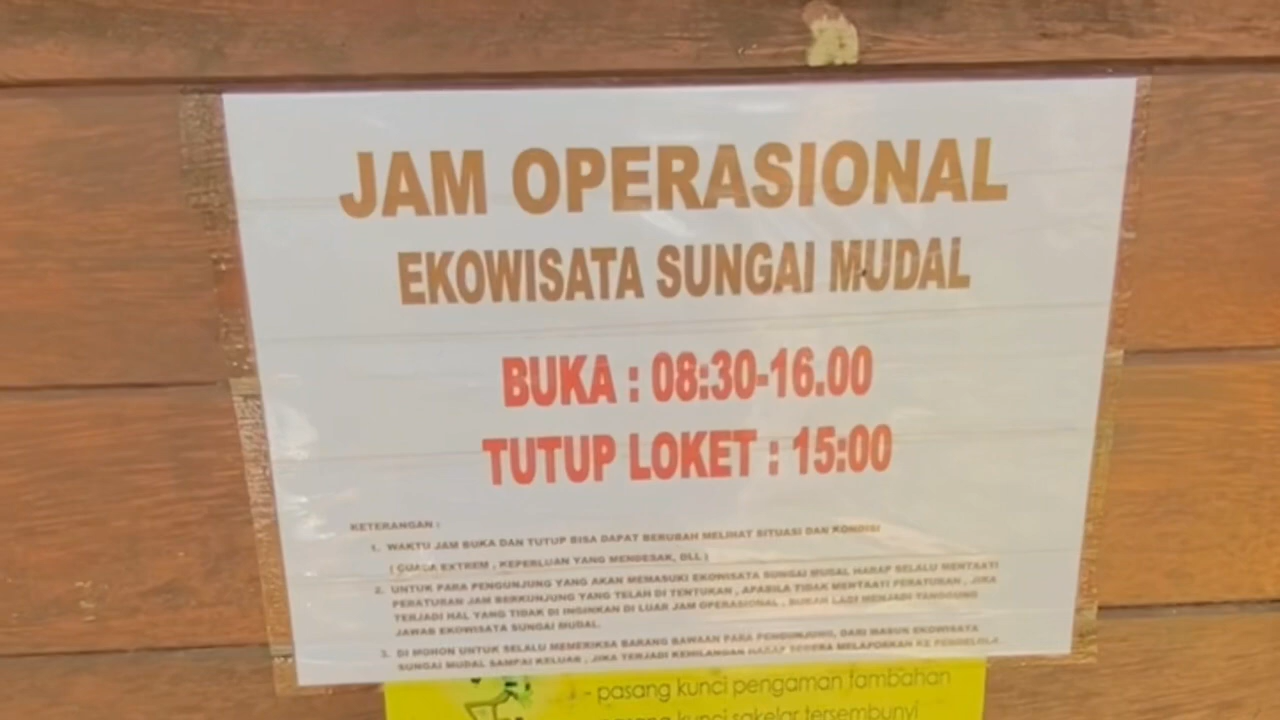 JAM OPERASIONAL
EKOWISATA SUNGAI MUDAL
BUKA : 08:30-16.00
TUTUP LOKET : 15:00
KETERANGAN :
1. WAKTU JAM BUKA DAN TUTUP BISA DAPAT BERUBAH MELIHAT SITUASI DAN KONDISI
( CUACA EXTREM , KEPERLUAN YANG MENDESAK, DLL )
2. UNTUK PARA PENGUNJUNG YANG AKAN MEMASUKI EKOWISATA SUNGAI MUDAL HARAP SELALU MENTAATI
PERATURAN JAM BERKUNJUNG YANG TELAH DI TENTUKAN , APABILA TIDAK MENTAATI PERATURAN , JIKA
TERJADI HAL YANG TIDAK DI INGINKAN DI LUAR JAM OPERASIONAL , BUKAN LAGI MENJADI TANGGUNG
JAWAB EKOWISATA SUNGAI MUDAL.
3. DI MOHON UNTUK SELALU MEMERIKSA BARANG BAWAAN PARA PENGUNJUNG, DARI MASUK EKOWISATA
SUNGAI MUDAL SAMPAI KELUAR , JIKA TERJADI KEHILANGAN HARAP SEGERA MELAPORKAN KE PENGELOLA
- pasang kunci pengaman tambahan
kunci sakelar tersembunyi